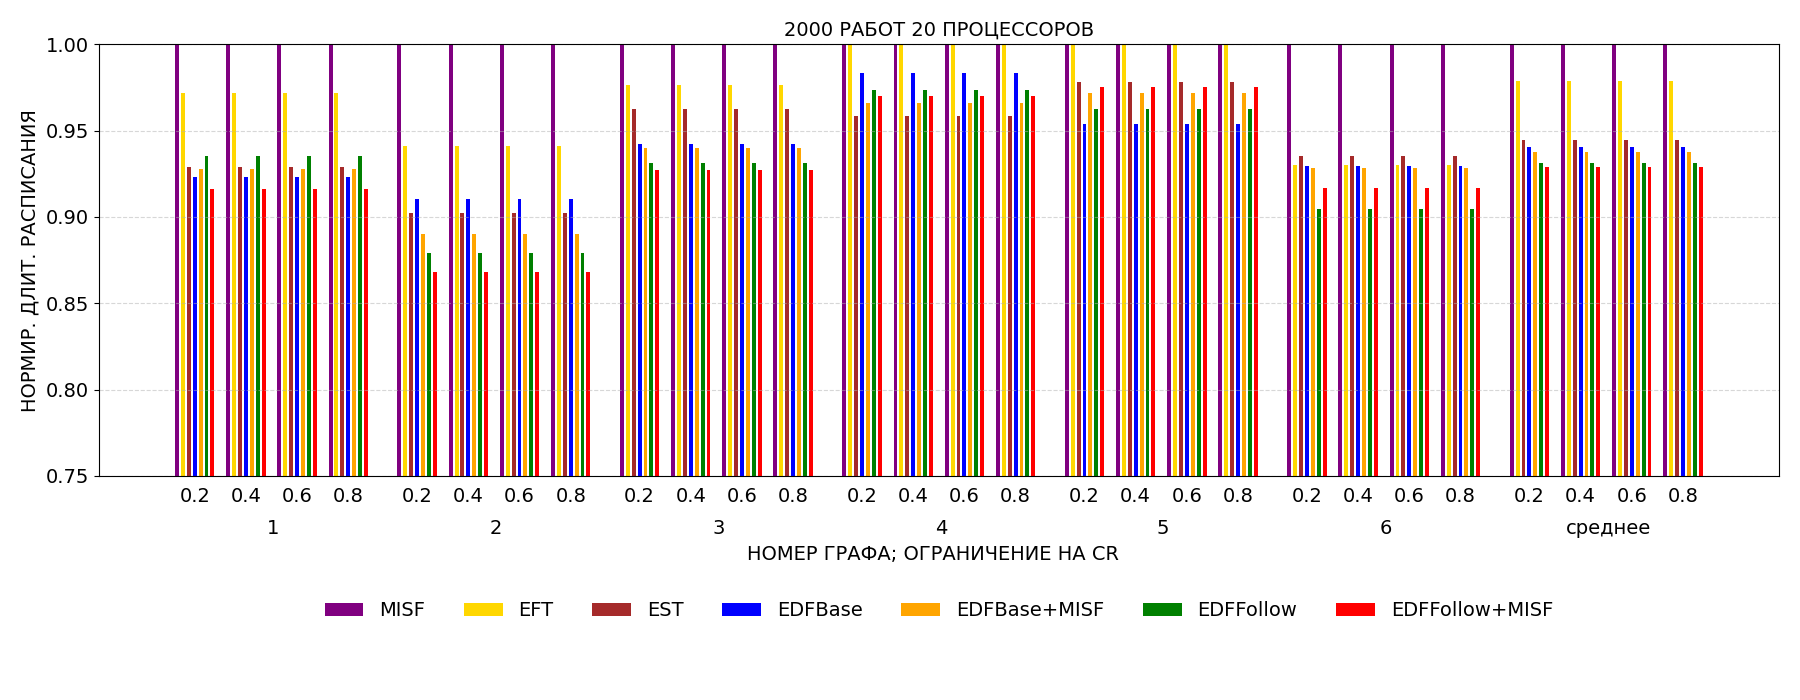 2000 РАБОТ 20 ПРОЦЕССОРОВ
НОРМИР. ДЛИТ. РАСПИСАНИЯ
1.00
0.95
0.90
0.85
0.80
0.75
0.2 0.4 0.6 0.8 0.2 0.4 0.6 0.8 0.2 0.4 0.6 0.8 0.2 0.4 0.6 0.8 0.2 0.4 0.6 0.8 0.2 0.4 0.6 0.8 0.2 0.4 0.6 0.8
1 2 3 4 5 6 среднее
НОМЕР ГРАФА; ОГРАНИЧЕНИЕ НА CR
MISF EFT EST EDFBase EDFBase+MISF EDFFollow EDFFollow+MISF